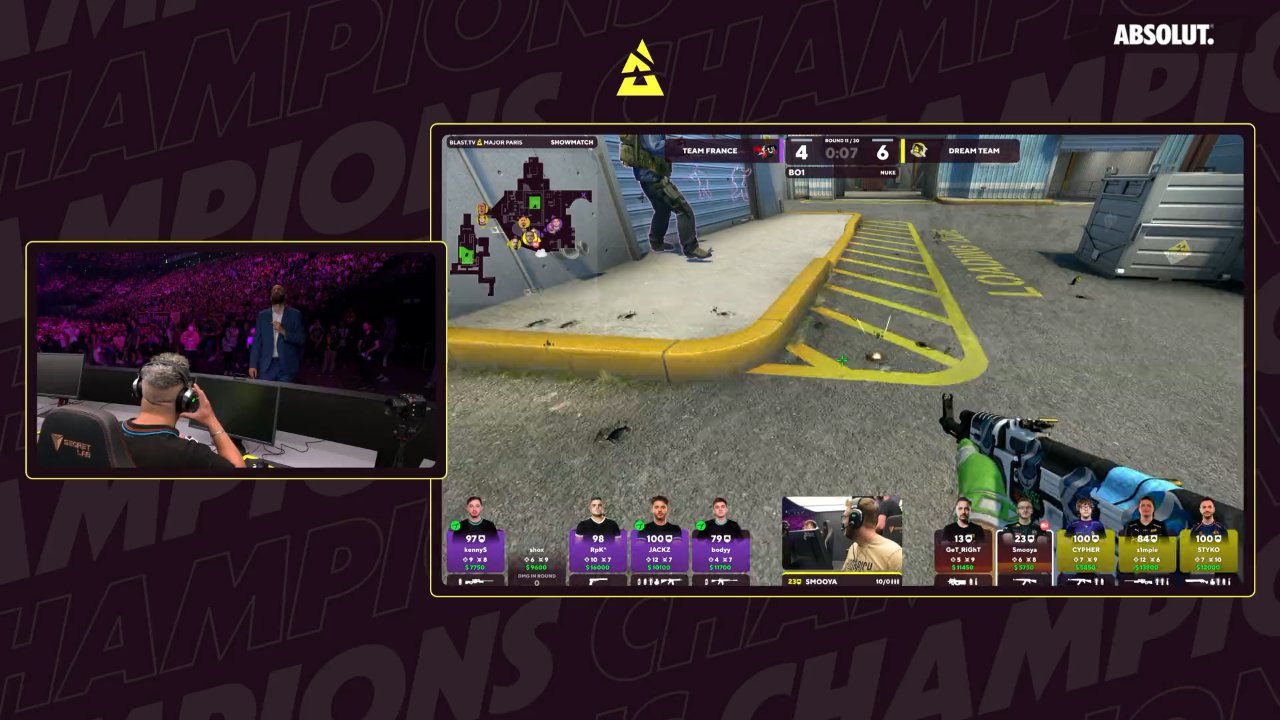 ABSOLUT.
CHAMPIONS
BLAST.TV MAJOR PARIS SHOWMATCH
TEAM FRANCE 4 ROUND 11 / 30 0:07 6 DREAM TEAM
BO1 NUKE
LOADING
SECRET
LAB
97 98 100 79
kennyS shox RpK JACKZ bodyy
9 8 6 9 10 7 12 7 4 7
$7750 $9600 $16000 $10100 $11700
DMG IN ROUND
0
23 SMOOYA 10/0
13 23 100 84 100
GeT_RiGhT Smooya CYPHER s1mple STYKO
5 9 6 8 7 9 12 6 7 10
$11450 $5750 $12000